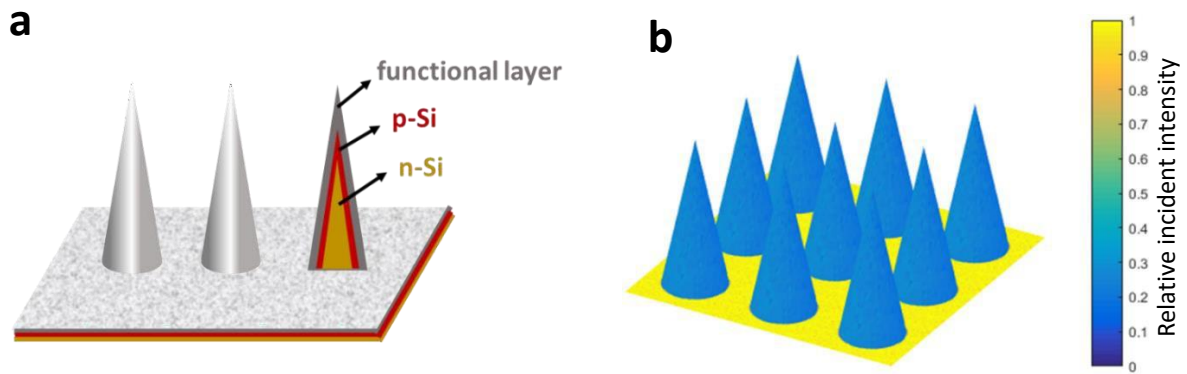 a
functional layer
p-Si
n-Si
b
1
0.9
0.8
0.7
0.6
0.5
0.4
0.3
0.2
0.1
0
Relative incident intensity